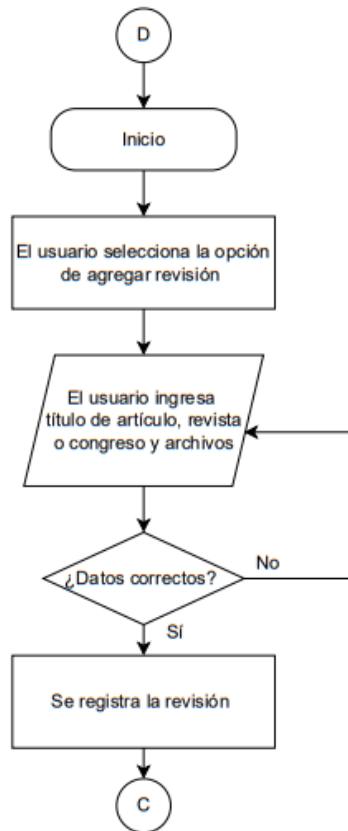 D
Inicio
El usuario selecciona la opción
de agregar revisión
El usuario ingresa
título de artículo, revista
o congreso y archivos
¿Datos correctos?
No
Sí
Se registra la revisión
C